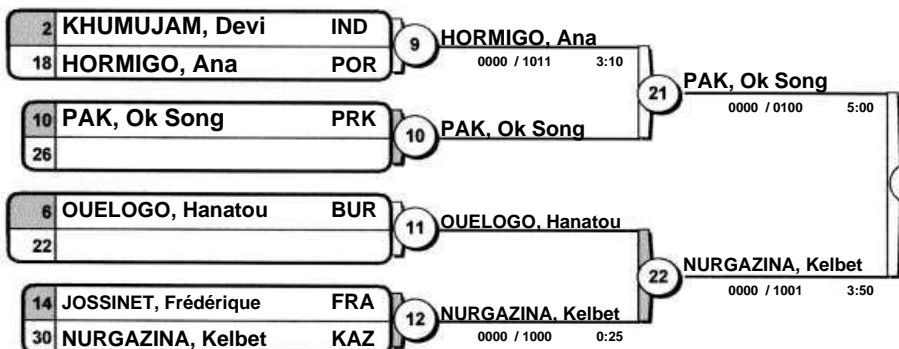 2 KHUMUJAM, Devi IND
18 HORMIGO, Ana POR
9
HORMIGO, Ana
0000 / 1011 3:10
10 PAK, Ok Song PRK
26
10
PAK, Ok Song
21
PAK, Ok Song
0000 / 0100 5:00
6 OUELOGO, Hanatou BUR
22
11
OUELOGO, Hanatou
14 JOSSINET, Frédérique FRA
30 NURGAZINA, Kelbet KAZ
12
NURGAZINA, Kelbet
0000 / 1000 0:25
22
NURGAZINA, Kelbet
0000 / 1001 3:50